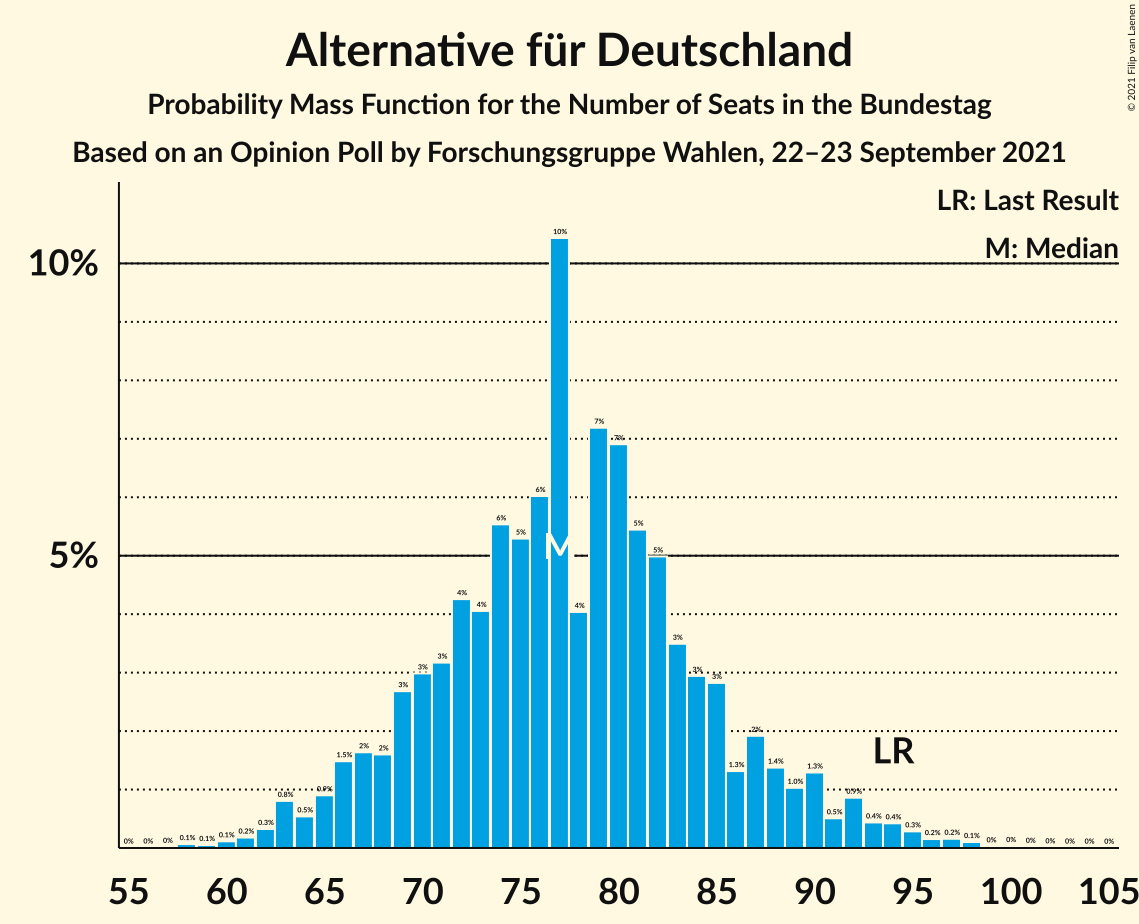 Alternative für Deutschland
Probability Mass Function for the Number of Seats in the Bundestag
Based on an Opinion Poll by Forschungsgruppe Wahlen, 22–23 September 2021
© 2021 Filip van Laenen
LR: Last Result
M: Median
10%
5%
0% 0% 0% 0.1% 0.1% 0.1% 0.2% 0.3% 0.8% 0.5% 0.9% 1.5% 2% 2% 3% 3% 3% 4% 4% 6% 5% 6% 10% 4% 7% 7% 5% 5% 3% 3% 3% 1.3% 2% 1.4% 1.0% 1.3% 0.5% 0.9% 0.4% 0.4% 0.3% 0.2% 0.2% 0.1% 0% 0% 0% 0% 0% 0% 0%
M
LR
55 60 65 70 75 80 85 90 95 100 105